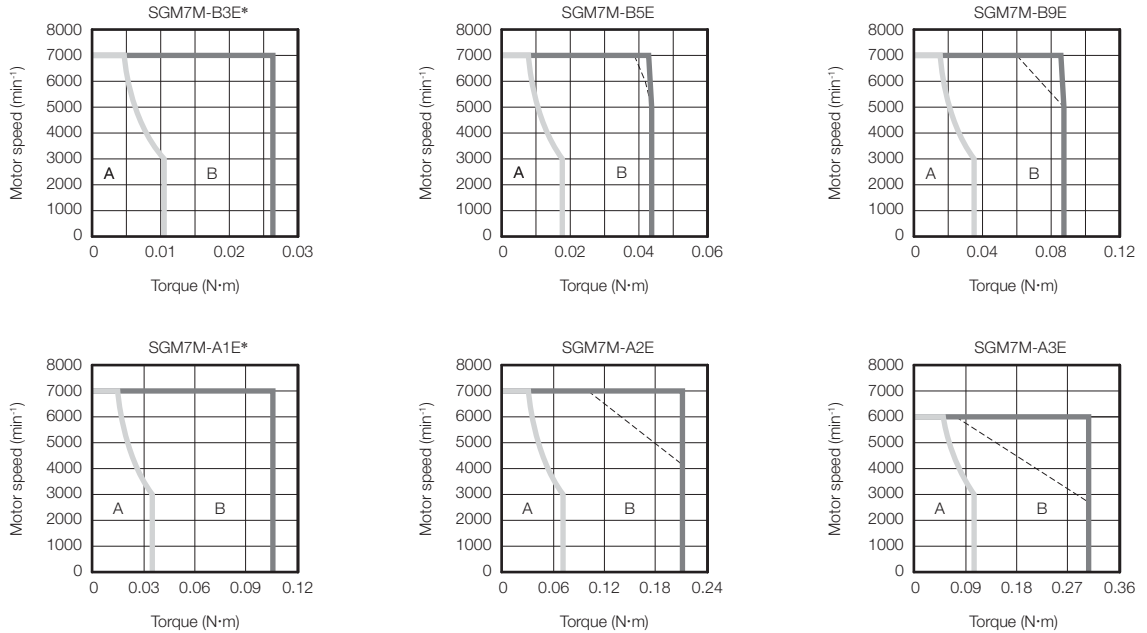 SGM7M-B3E*
8000
7000
6000
5000
4000
3000
2000
1000
0
Motor speed (min⁻¹)
A
B
0 0.01 0.02 0.03
Torque (N·m)
SGM7M-B5E
8000
7000
6000
5000
4000
3000
2000
1000
0
Motor speed (min⁻¹)
A
B
0 0.02 0.04 0.06
Torque (N·m)
SGM7M-B9E
8000
7000
6000
5000
4000
3000
2000
1000
0
Motor speed (min⁻¹)
A
B
0 0.04 0.08 0.12
Torque (N·m)
SGM7M-A1E*
8000
7000
6000
5000
4000
3000
2000
1000
0
Motor speed (min⁻¹)
A
B
0 0.03 0.06 0.09 0.12
Torque (N·m)
SGM7M-A2E
8000
7000
6000
5000
4000
3000
2000
1000
0
Motor speed (min⁻¹)
A
B
0 0.06 0.12 0.18 0.24
Torque (N·m)
SGM7M-A3E
8000
7000
6000
5000
4000
3000
2000
1000
0
Motor speed (min⁻¹)
A
B
0 0.09 0.18 0.27 0.36
Torque (N·m)